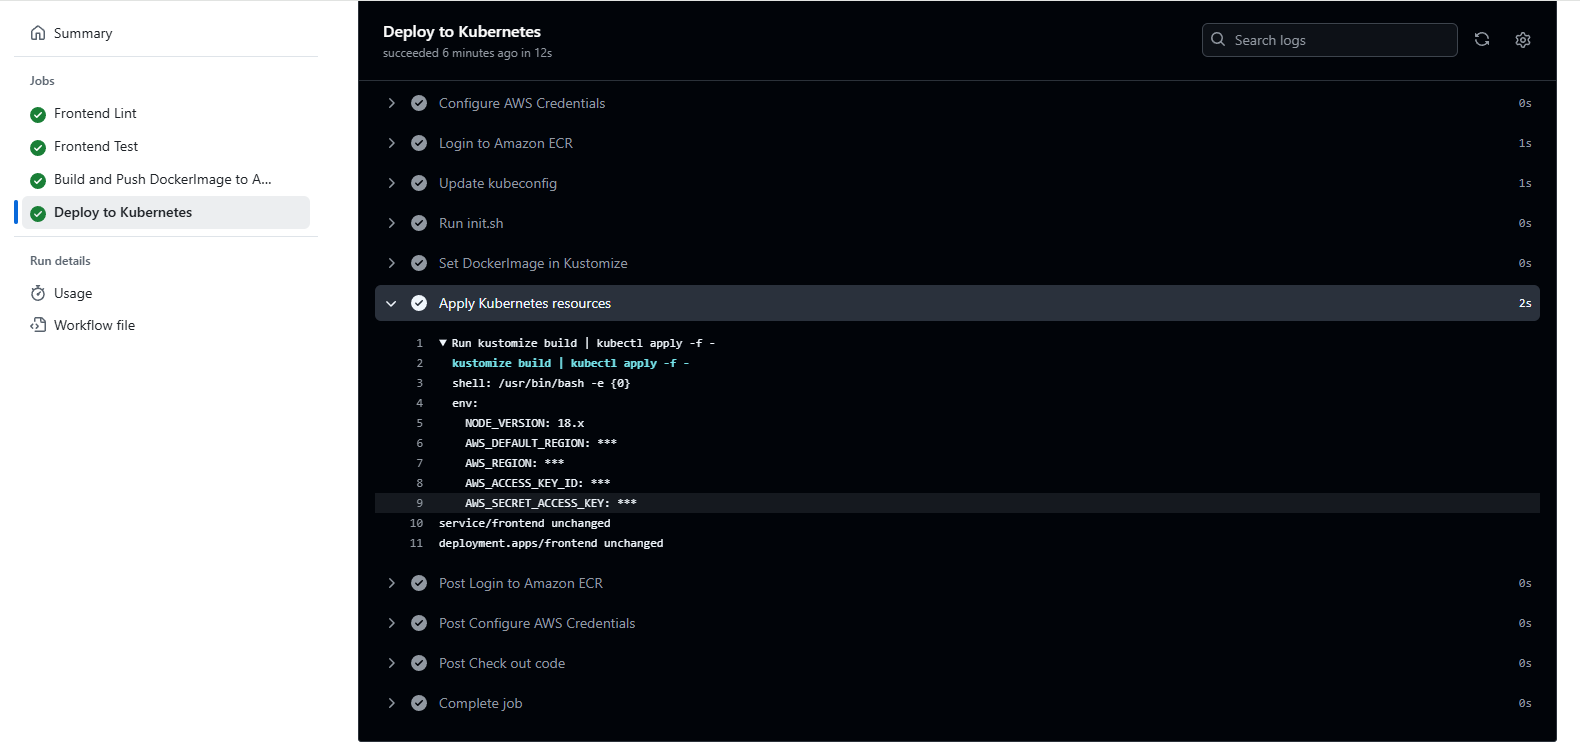 Summary
Jobs
Frontend Lint
Frontend Test
Build and Push DockerImage to A...
Deploy to Kubernetes
Run details
Usage
Workflow file
Deploy to Kubernetes
succeeded 6 minutes ago in 12s
Search logs
Configure AWS Credentials 0s
Login to Amazon ECR 1s
Update kubeconfig 1s
Run init.sh 0s
Set DockerImage in Kustomize 0s
Apply Kubernetes resources 2s
1 ▼ Run kustomize build | kubectl apply -f -
2 kustomize build | kubectl apply -f -
3 shell: /usr/bin/bash -e {0}
4 env:
5 NODE_VERSION: 18.x
6 AWS_DEFAULT_REGION: ***
7 AWS_REGION: ***
8 AWS_ACCESS_KEY_ID: ***
9 AWS_SECRET_ACCESS_KEY: ***
10 service/frontend unchanged
11 deployment.apps/frontend unchanged
Post Login to Amazon ECR 0s
Post Configure AWS Credentials 0s
Post Check out code 0s
Complete job 0s